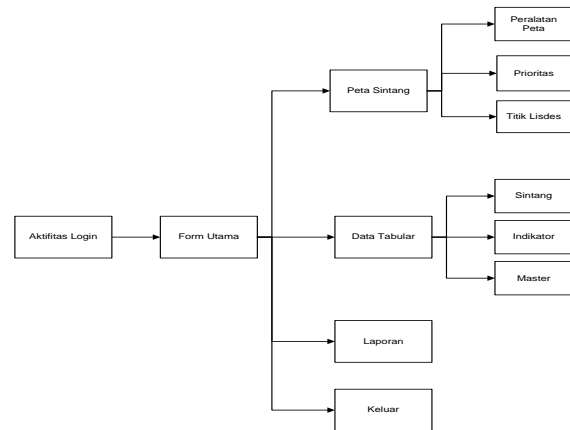 Peralatan
Peta
Peta Sintang
Prioritas
Titik Lisdes
Sintang
Aktifitas Login
Form Utama
Data Tabular
Indikator
Master
Laporan
Keluar